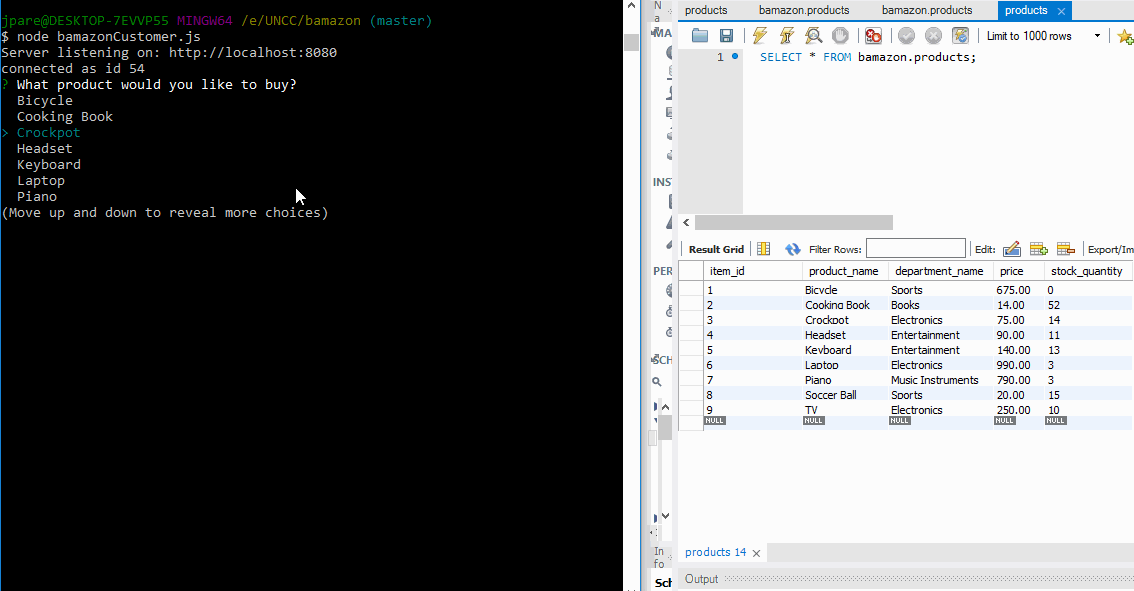 jpare@DESKTOP-7EVVP55 MINGW64 /e/UNCC/bamazon (master)
$ node bamazonCustomer.js
Server listening on: http://localhost:8080
connected as id 54
? What product would you like to buy?
Bicycle
Cooking Book
> Crockpot
Headset
Keyboard
Laptop
Piano
(Move up and down to reveal more choices)
N
a
MA
INS
PER
SCH
In
fo
Sch
products bamazon.products bamazon.products products
Limit to 1000 rows
1 SELECT * FROM bamazon.products;
Result Grid Filter Rows: Edit: Export/Im
item_id product_name department_name price stock_quantity
1 Bicycle Sports 675.00 0
2 Cooking Book Books 14.00 52
3 Crockpot Electronics 75.00 14
4 Headset Entertainment 90.00 11
5 Keyboard Entertainment 140.00 13
6 Laptop Electronics 990.00 3
7 Piano Music Instruments 790.00 3
8 Soccer Ball Sports 20.00 15
9 TV Electronics 250.00 10
NULL NULL NULL NULL NULL
products 14
Output